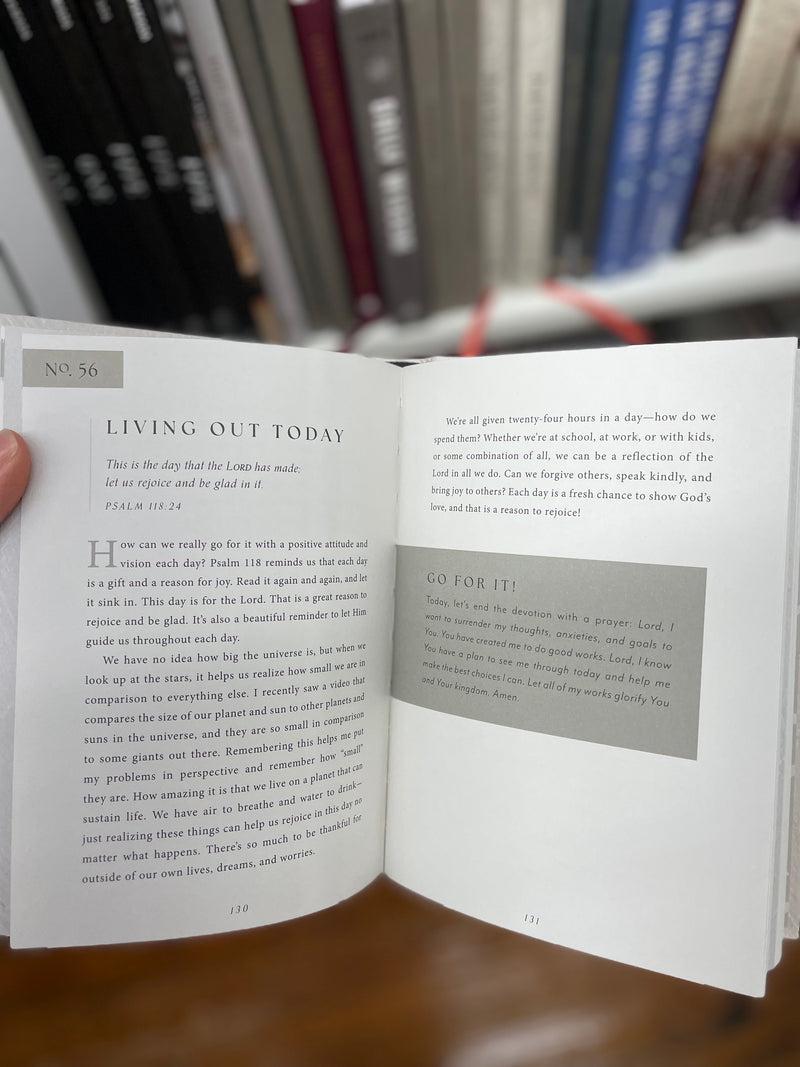 No. 56
LIVING OUT TODAY
This is the day that the LORD has made;
let us rejoice and be glad in it.
PSALM 118:24
How can we really go for it with a positive attitude and
vision each day? Psalm 118 reminds us that each day
is a gift and a reason for joy. Read it again and again, and let
it sink in. This day is for the Lord. That is a great reason to
rejoice and be glad. It's also a beautiful reminder to let Him
guide us throughout each day.
We have no idea how big the universe is, but when we
look up at the stars, it helps us realize how small we are in
comparison to everything else. I recently saw a video that
compares the size of our planet and sun to other planets and
suns in the universe, and they are so small in comparison
to some giants out there. Remembering this helps me put
my problems in perspective and remember how "small"
they are. How amazing it is that we live on a planet that can
sustain life. We have air to breathe and water to drink—
just realizing these things can help us rejoice in this day no
matter what happens. There's so much to be thankful for
outside of our own lives, dreams, and worries.
130
We're all given twenty-four hours in a day—how do we
spend them? Whether we're at school, at work, or with kids,
or some combination of all, we can be a reflection of the
Lord in all we do. Can we forgive others, speak kindly, and
bring joy to others? Each day is a fresh chance to show God's
love, and that is a reason to rejoice!
GO FOR IT!
Today, let's end the devotion with a prayer: Lord, I
want to surrender my thoughts, anxieties, and goals to
You. You have created me to do good works. Lord, I know
You have a plan to see me through today and help me
make the best choices I can. Let all of my works glorify You
and Your kingdom. Amen.
131